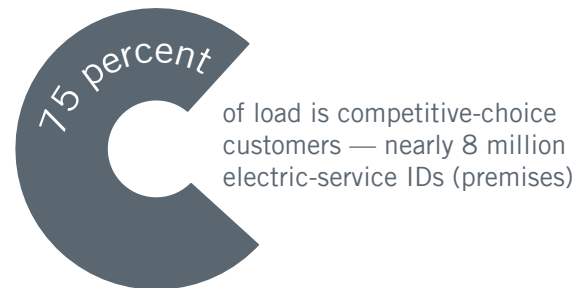 75 percent
of load is competitive-choice
customers — nearly 8 million
electric-service IDs (premises)